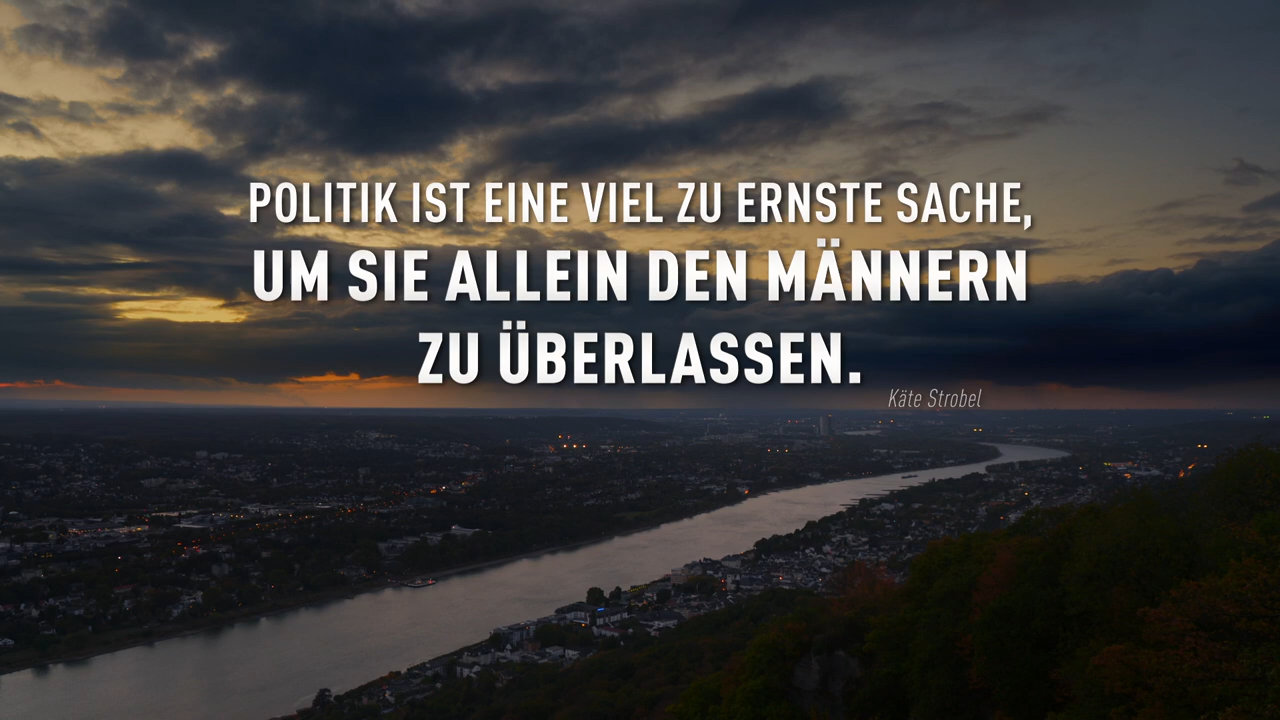 POLITIK IST EINE VIEL ZU ERNSTE SACHE,
UM SIE ALLEIN DEN MÄNNERN
ZU ÜBERLASSEN.
Käte Strobel